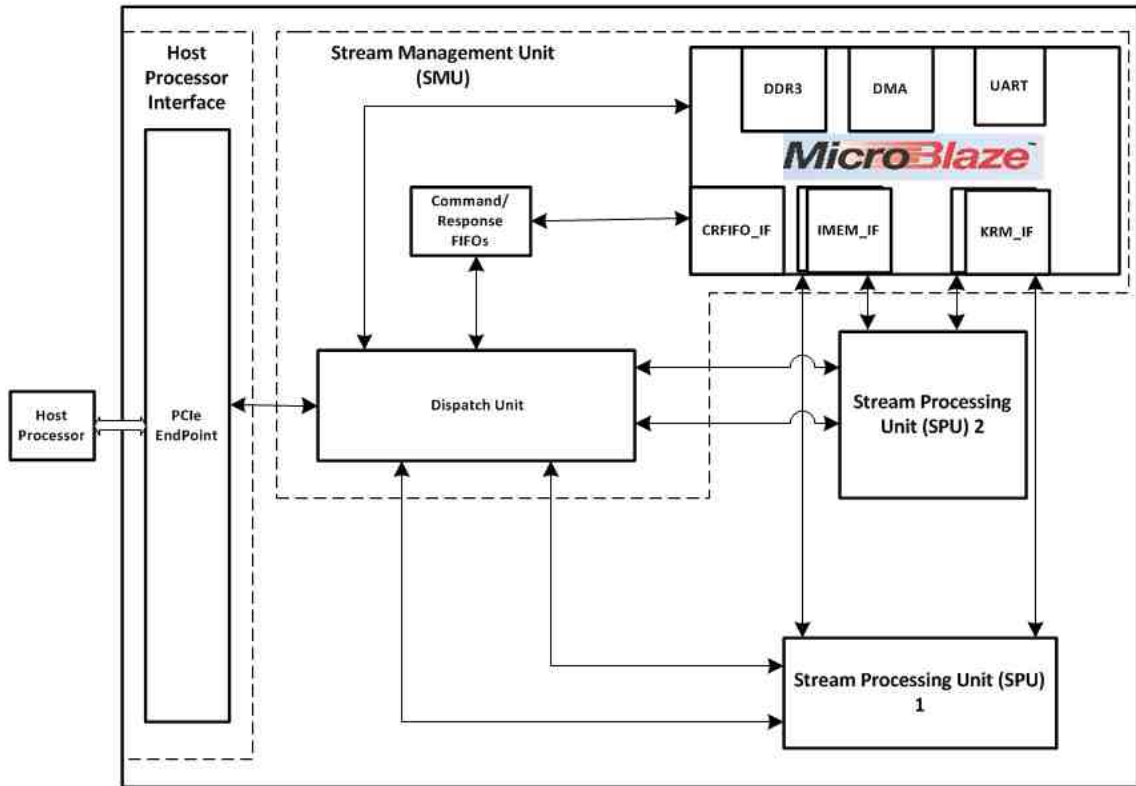 Host
Processor
Interface
Stream Management Unit
(SMU)
DDR3
DMA
UART
MicroBlaze™
Command/
Response
FIFOs
CRFIFO_IF
IMEM_IF
KRM_IF
Host
Processor
PCIe
EndPoint
Dispatch Unit
Stream Processing
Unit (SPU) 2
Stream Processing Unit (SPU)
1